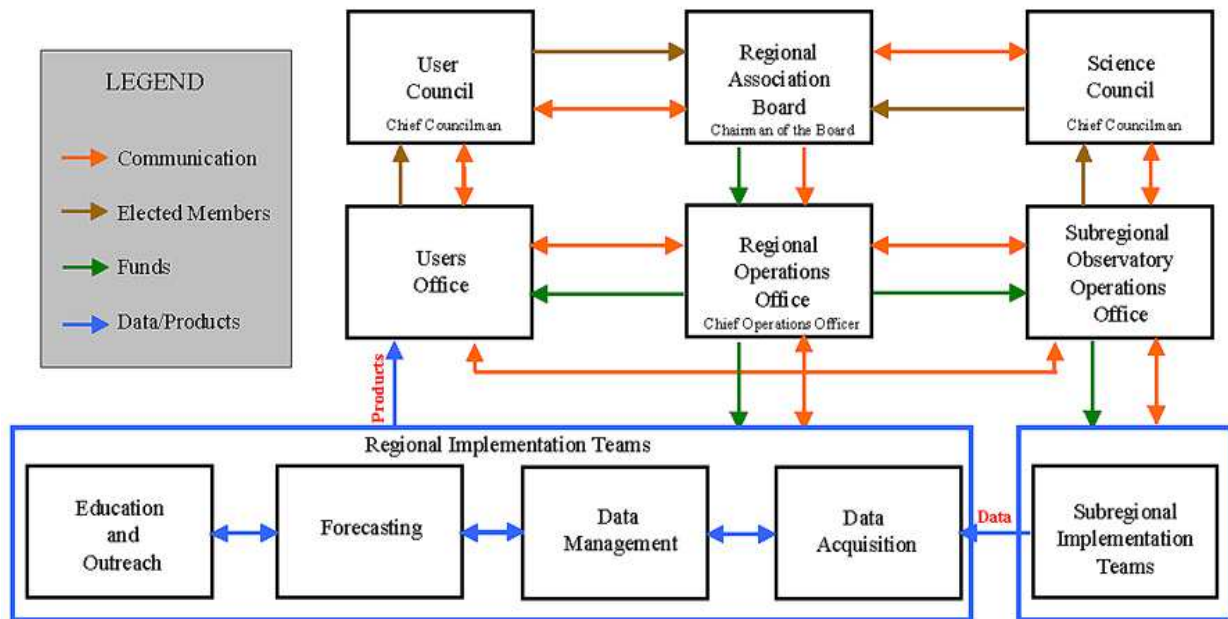 LEGEND
Communication
Elected Members
Funds
Data/Products
User
Council
Chief Councilman
Regional
Association
Board
Chairman of the Board
Science
Council
Chief Councilman
Users
Office
Regional
Operations
Office
Chief Operations Officer
Subregional
Observatory
Operations
Office
Products
Regional Implementation Teams
Education
and
Outreach
Forecasting
Data
Management
Data
Acquisition
Data
Subregional
Implementation
Teams